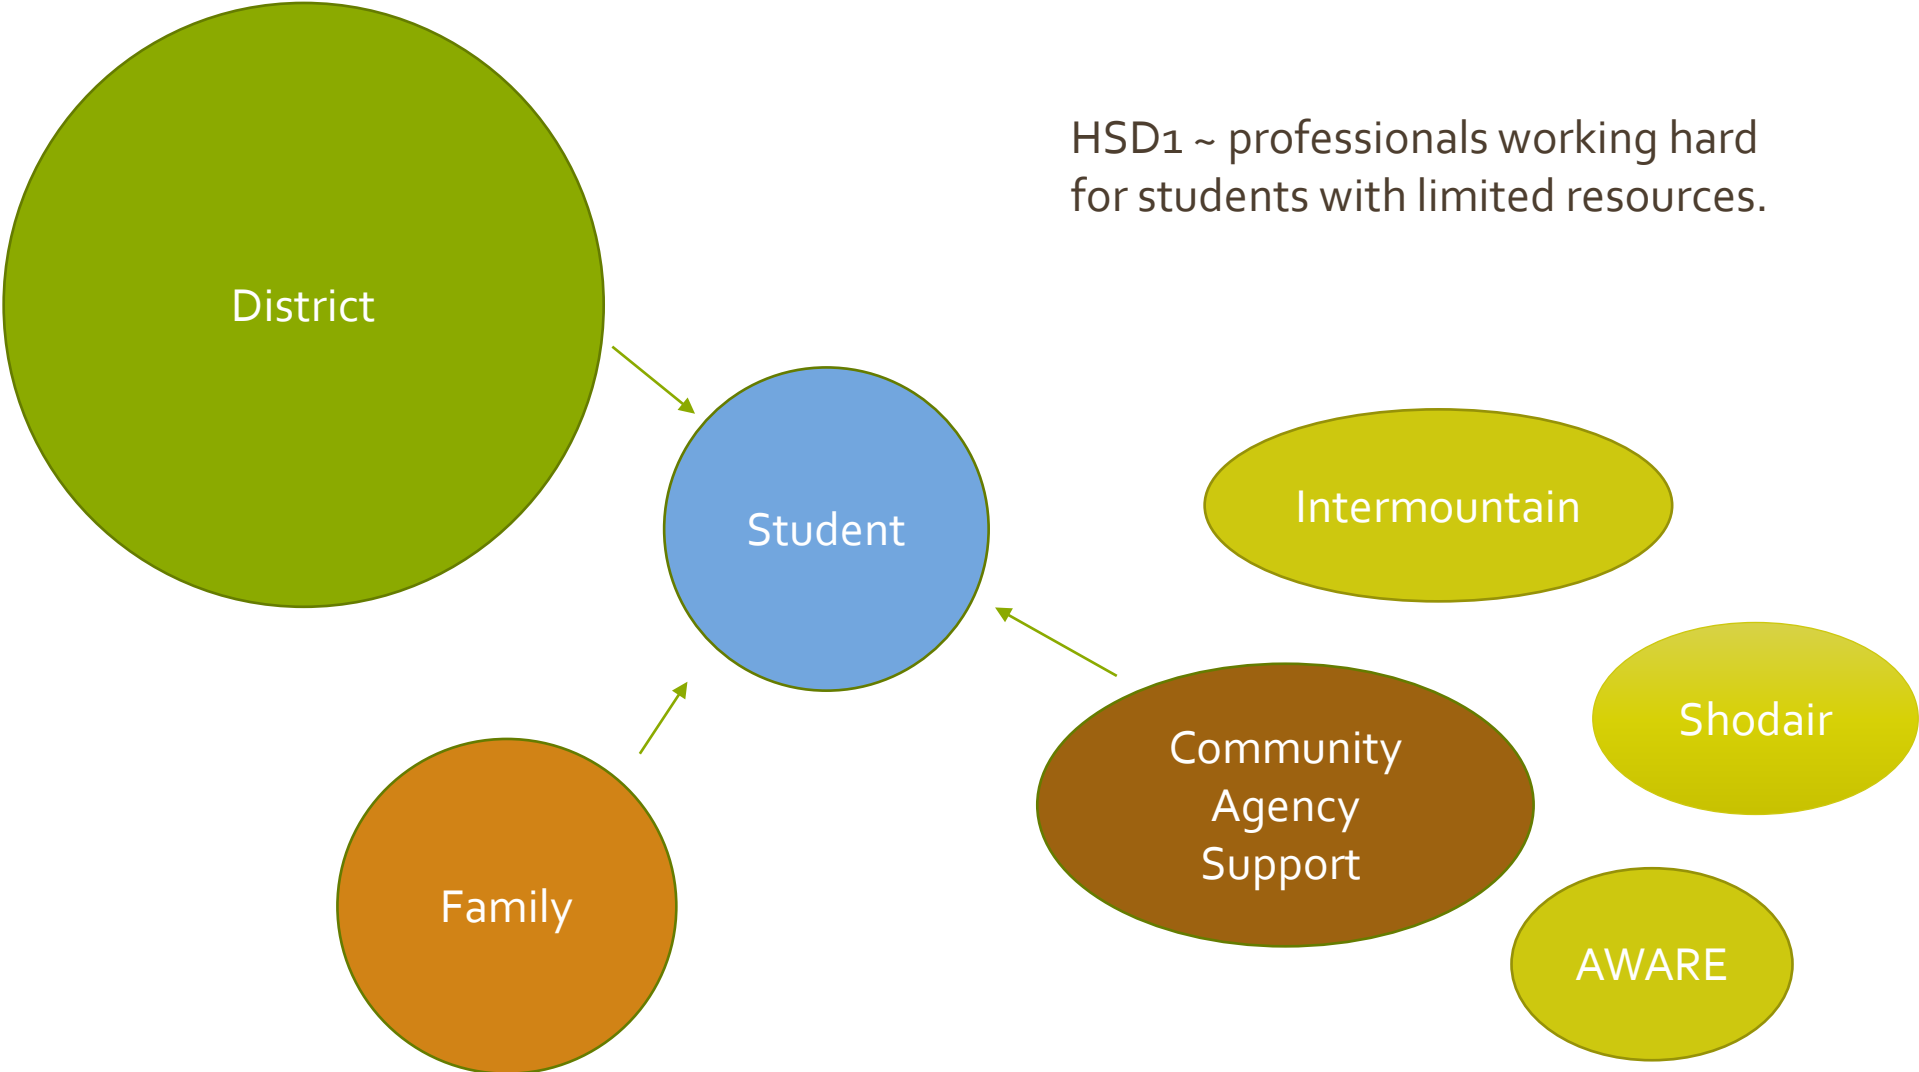 HSD1 ~ professionals working hard
for students with limited resources.
District
Student
Intermountain
Shodair
Community
Agency
Support
Family
AWARE